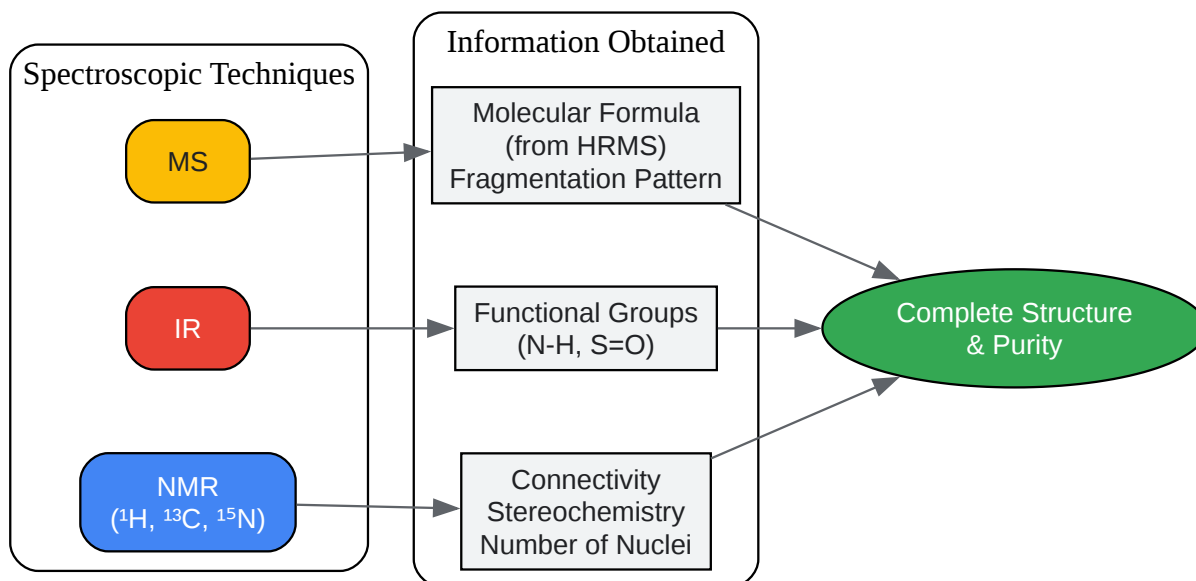 Spectroscopic Techniques
MS
IR
NMR
(¹H, ¹³C, ¹⁵N)
Information Obtained
Molecular Formula
(from HRMS)
Fragmentation Pattern
Functional Groups
(N-H, S=O)
Connectivity
Stereochemistry
Number of Nuclei
Complete Structure
& Purity